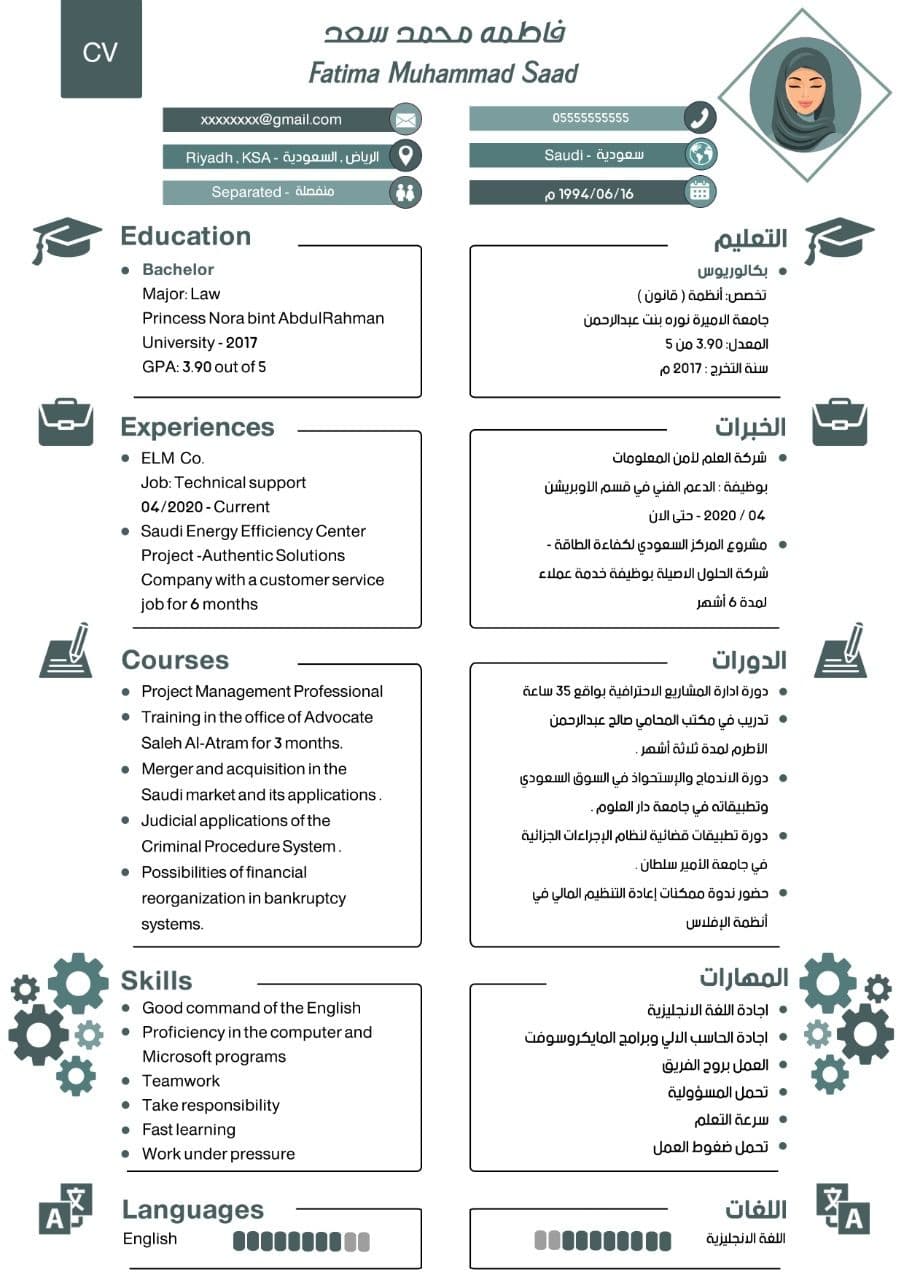 CV
فاطمه محمد سعد
Fatima Muhammad Saad
xxxxxxxx@gmail.com
Riyadh , KSA - الرياض , السعودية
Separated - منفصلة
05555555555
Saudi - سعودية
1994/06/16 م
Education
Bachelor
Major: Law
Princess Nora bint AbdulRahman
University - 2017
GPA: 3.90 out of 5
التعليم
بكالوريوس
تخصص: أنظمة ( قانون )
جامعة الاميرة نوره بنت عبدالرحمن
المعدل: 3.90 من 5
سنة التخرج : 2017 م
Experiences
ELM Co.
Job: Technical support
04/2020 - Current
Saudi Energy Efficiency Center
Project -Authentic Solutions
Company with a customer service
job for 6 months
الخبرات
شركة العلم لأمن المعلومات
بوظيفة : الدعم الفني في قسم الأوبريشن
04 / 2020 - حتى الان
مشروع المركز السعودي لكفاءة الطاقة -
شركة الحلول الاصيلة بوظيفة خدمة عملاء
لمدة 6 أشهر
Courses
Project Management Professional
Training in the office of Advocate
Saleh Al-Atram for 3 months.
Merger and acquisition in the
Saudi market and its applications .
Judicial applications of the
Criminal Procedure System .
Possibilities of financial
reorganization in bankruptcy
systems.
الدورات
دورة ادارة المشاريع الاحترافية بواقع 35 ساعة
تدريب في مكتب المحامي صالح عبدالرحمن
الأطرم لمدة ثلاثة أشهر .
دورة الاندماج والإستحواذ في السوق السعودي
وتطبيقاته في جامعة دار العلوم .
دورة تطبيقات قضائية لنظام الإجراءات الجزائية
في جامعة الأمير سلطان .
حضور ندوة ممكنات إعادة التنظيم المالي في
أنظمة الإفلاس
Skills
Good command of the English
Proficiency in the computer and
Microsoft programs
Teamwork
Take responsibility
Fast learning
Work under pressure
المهارات
اجادة اللغة الانجليزية
اجادة الحاسب الالي وبرامج المايكروسوفت
العمل بروح الفريق
تحمل المسؤولية
سرعة التعلم
تحمل ضغوط العمل
Languages
English
اللغات
اللغة الانجليزية